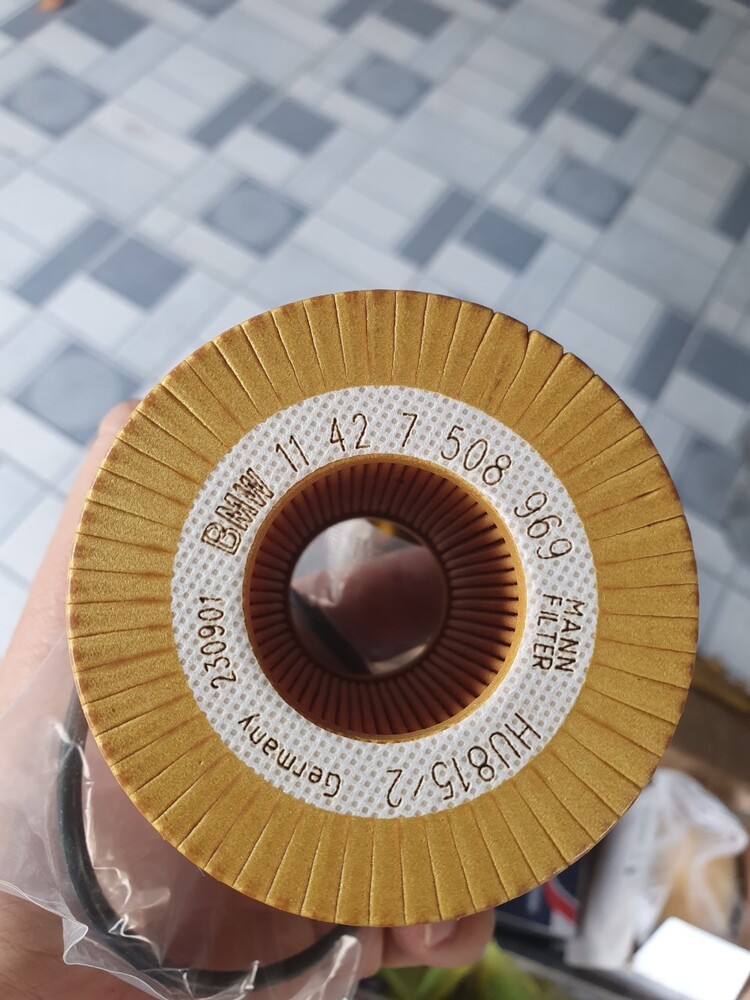 BMW 11 42 7 508 969
MANN
FILTER
HU815/2
Germany
230901